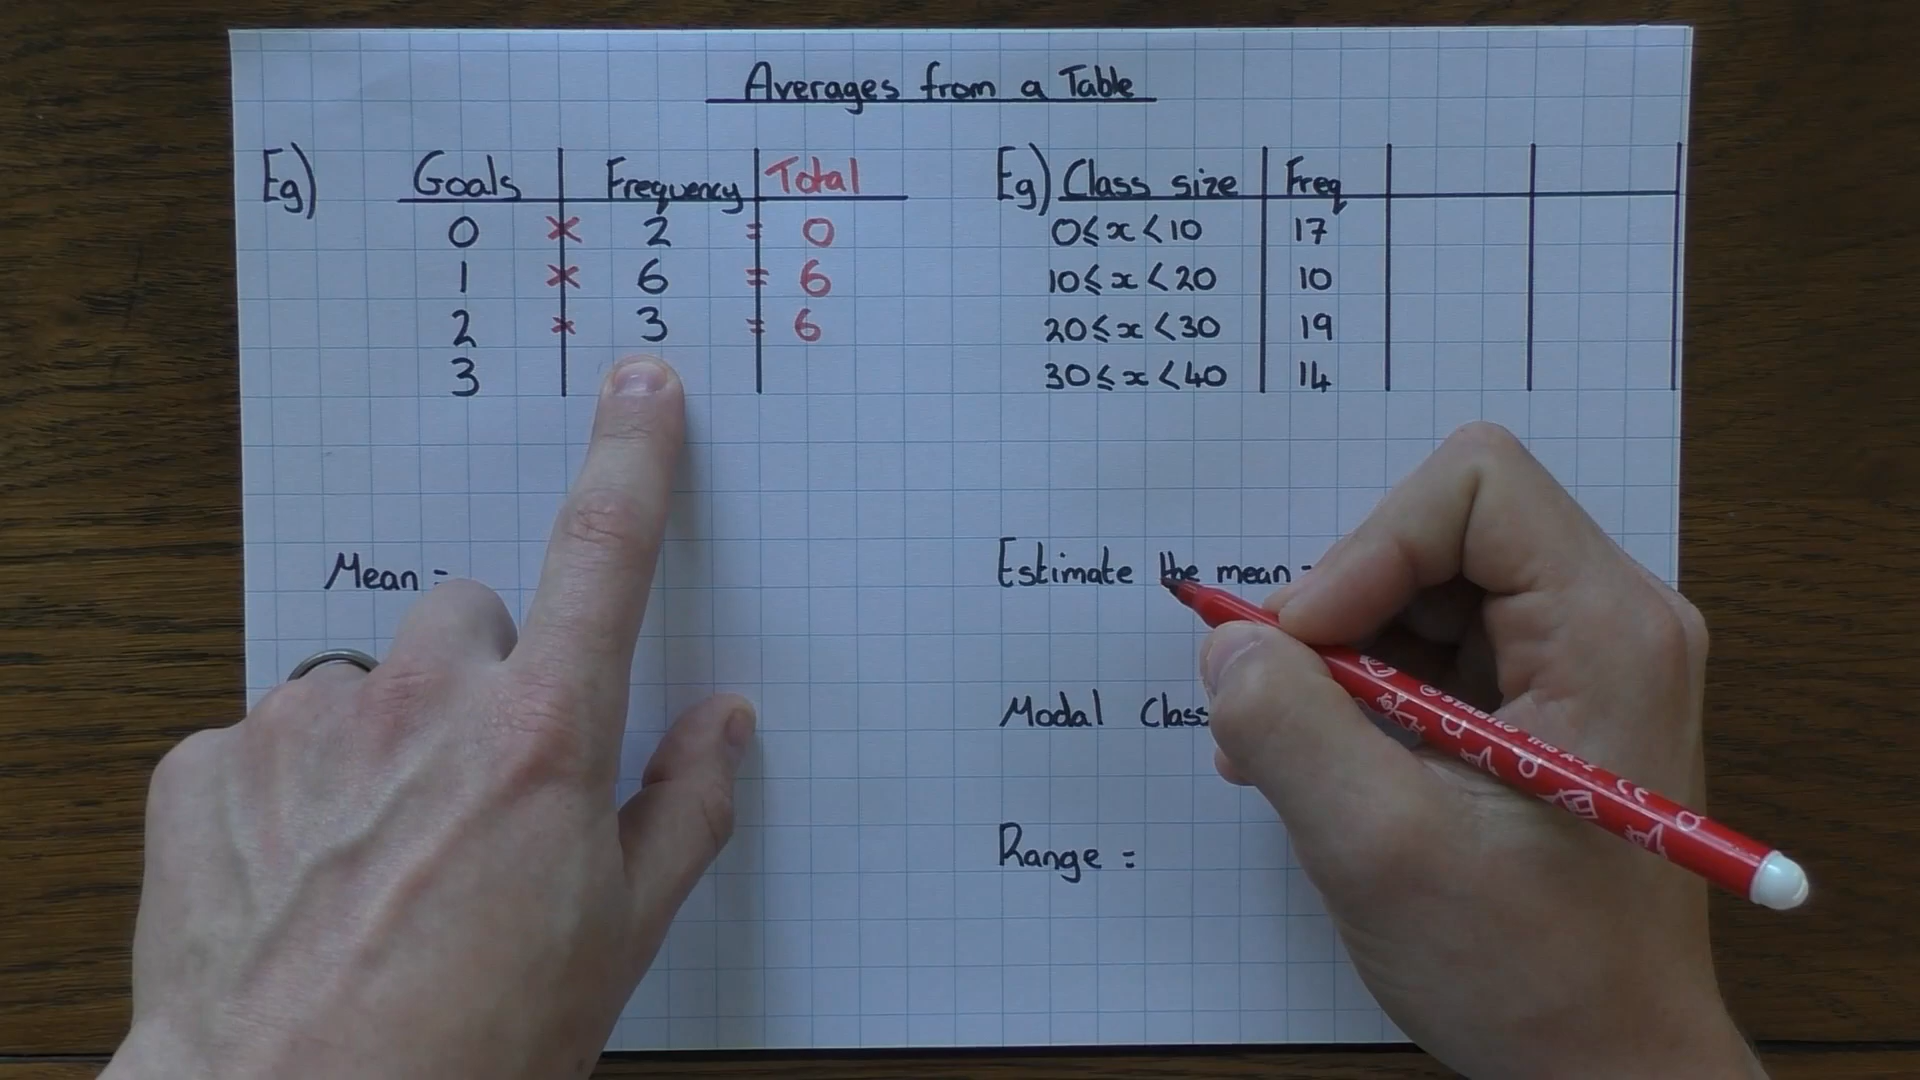 Averages from a Table
Eg) Goals Frequency Total
0 × 2 = 0
1 × 6 = 6
2 × 3 = 6
3
Mean =
Eg) Class size Freq
0⩽x<10 17
10⩽x<20 10
20⩽x<30 19
30⩽x<40 14
Estimate the mean =
Modal Class
Range =
STABILO Trio A-Z